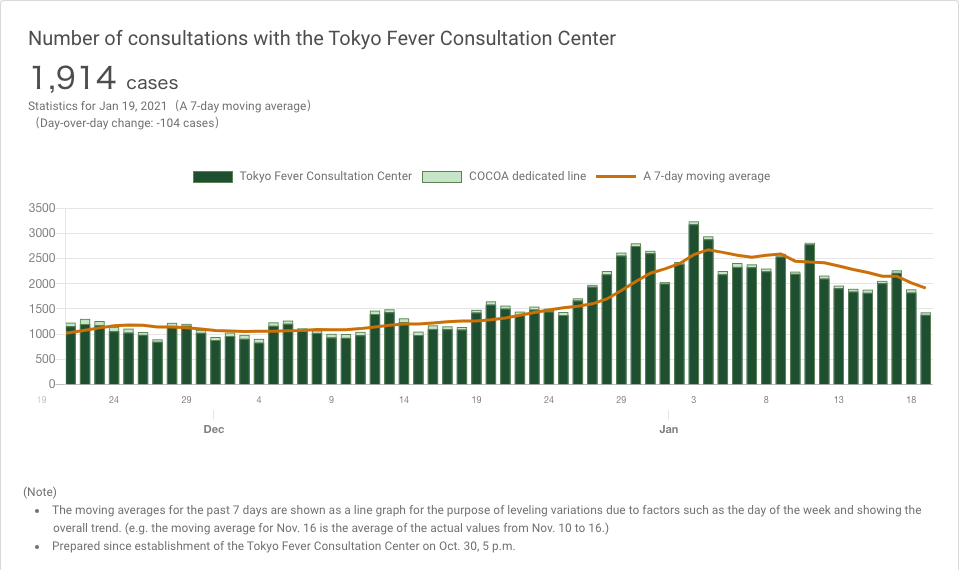 Number of consultations with the Tokyo Fever Consultation Center
1,914 cases
Statistics for Jan 19, 2021（A 7-day moving average）
（Day-over-day change: -104 cases）
Tokyo Fever Consultation Center COCOA dedicated line A 7-day moving average
3500
3000
2500
2000
1500
1000
500
0
19 24 29 4 9 14 19 24 29 3 8 13 18
Dec Jan
(Note)
• The moving averages for the past 7 days are shown as a line graph for the purpose of leveling variations due to factors such as the day of the week and showing the
overall trend. (e.g. the moving average for Nov. 16 is the average of the actual values from Nov. 10 to 16.)
• Prepared since establishment of the Tokyo Fever Consultation Center on Oct. 30, 5 p.m.